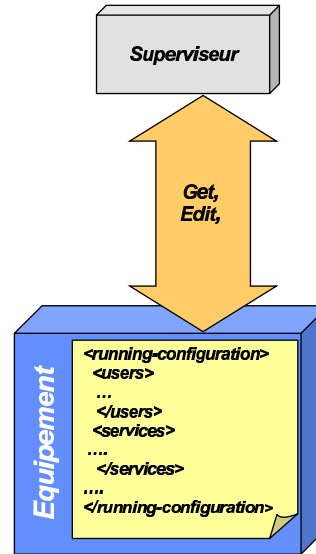 Superviseur
Get,
Edit,
Equipement
<running-configuration>
<users>
...
</users>
<services>
....
</services>
....
</running-configuration>